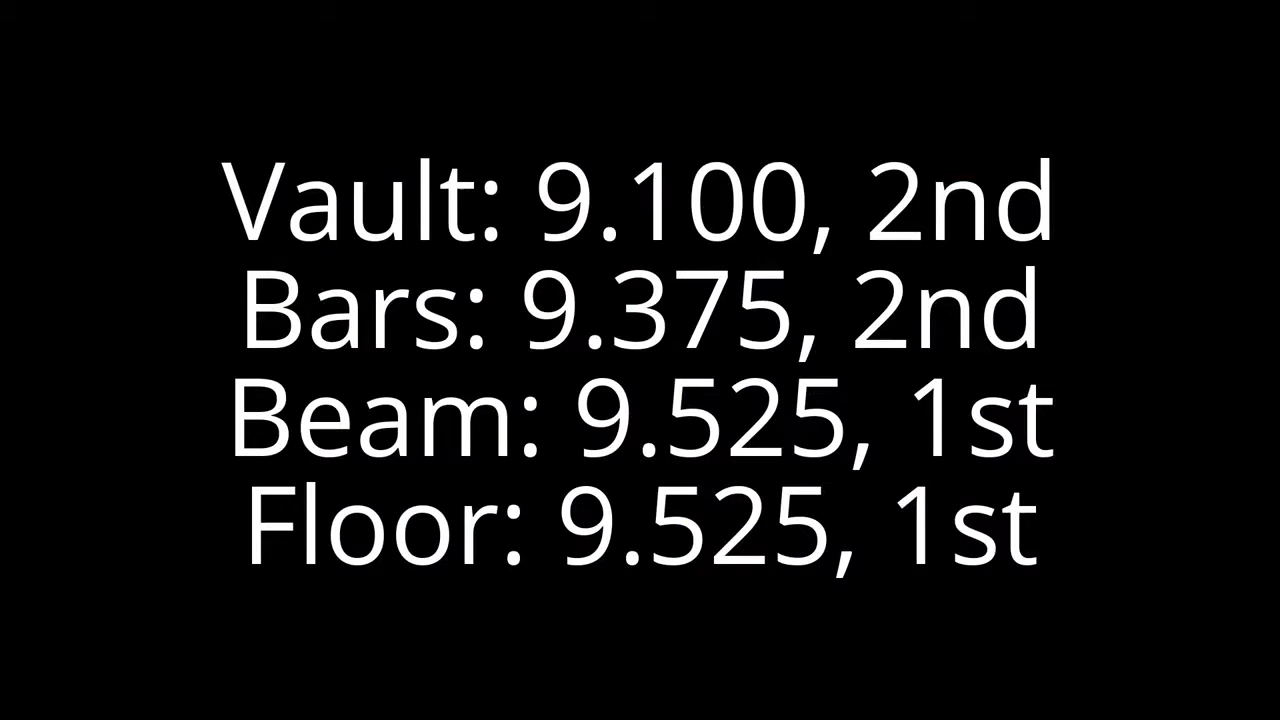 Vault: 9.100, 2nd
Bars: 9.375, 2nd
Beam: 9.525, 1st
Floor: 9.525, 1st